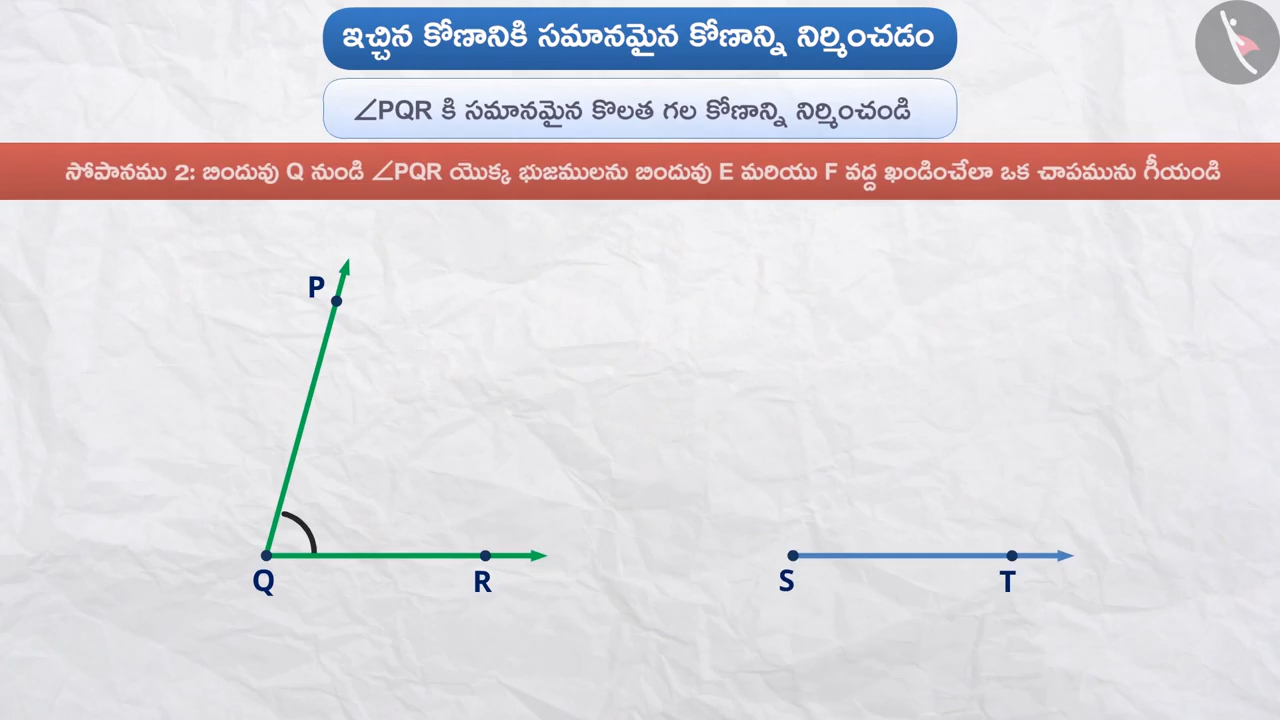 ఇచ్చిన కోణానికి సమానమైన కోణాన్ని నిర్మించడం
∠PQR కి సమానమైన కొలత గల కోణాన్ని నిర్మించండి
సోపానము 2: బిందువు Q నుండి ∠PQR యొక్క భుజములను బిందువు E మరియు F వద్ద ఖండించేలా ఒక చాపమును గీయండి
P
Q
R
S
T